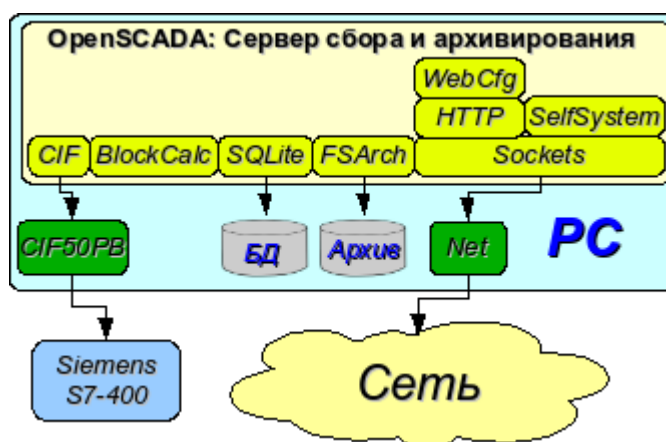 OpenSCADA: Сервер сбора и архивирования
WebCfg
HTTP
SelfSystem
CIF
BlockCalc
SQLite
FSArch
Sockets
CIF50PB
БД
Архив
Net
PC
Siemens
S7-400
Сеть